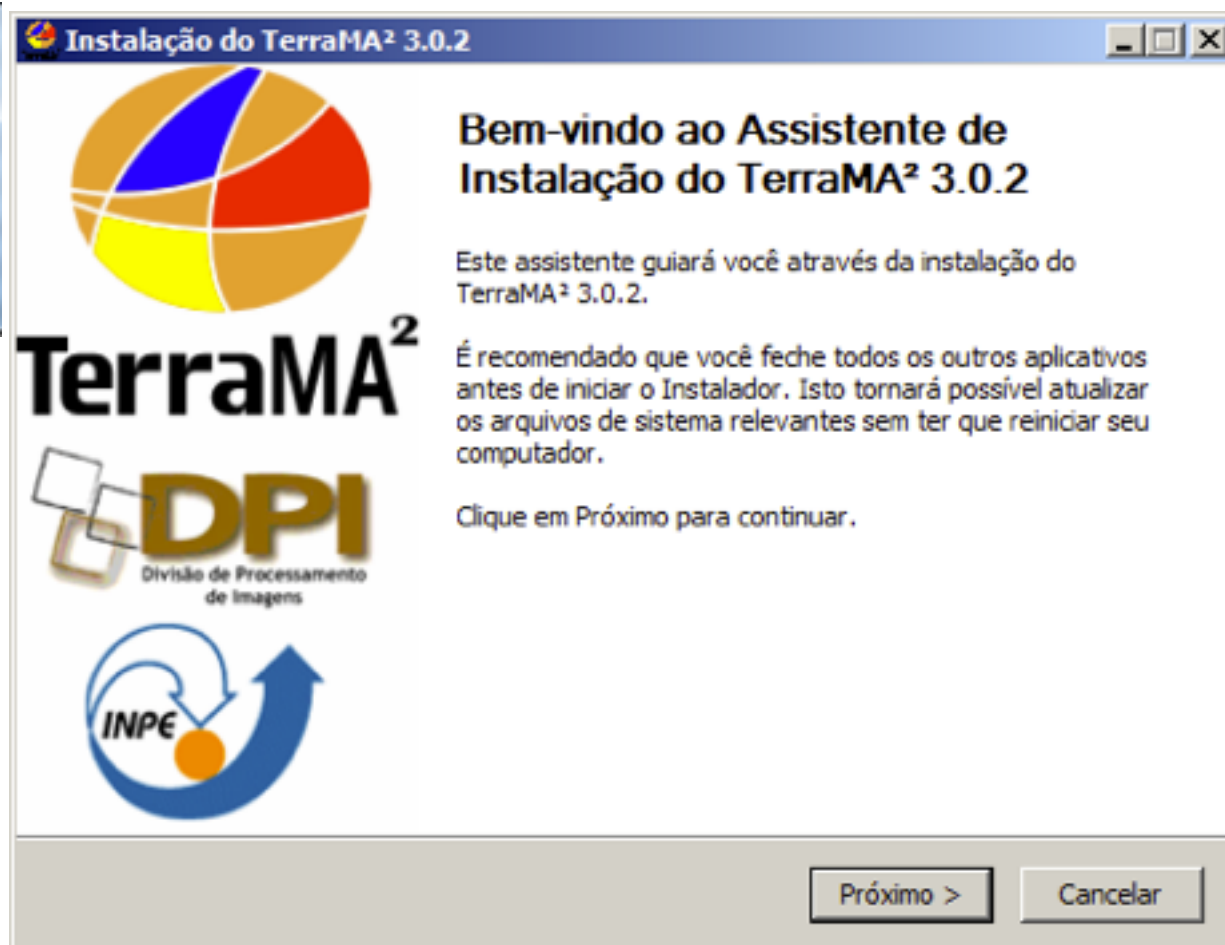 Instalação do TerraMA² 3.0.2
Bem-vindo ao Assistente de
Instalação do TerraMA² 3.0.2
Este assistente guiará você através da instalação do
TerraMA² 3.0.2.
É recomendado que você feche todos os outros aplicativos
antes de iniciar o Instalador. Isto tornará possível atualizar
os arquivos de sistema relevantes sem ter que reiniciar seu
computador.
Clique em Próximo para continuar.
TerraMA²
DPI
Divisão de Processamento
de Imagens
INPE
Próximo >
Cancelar